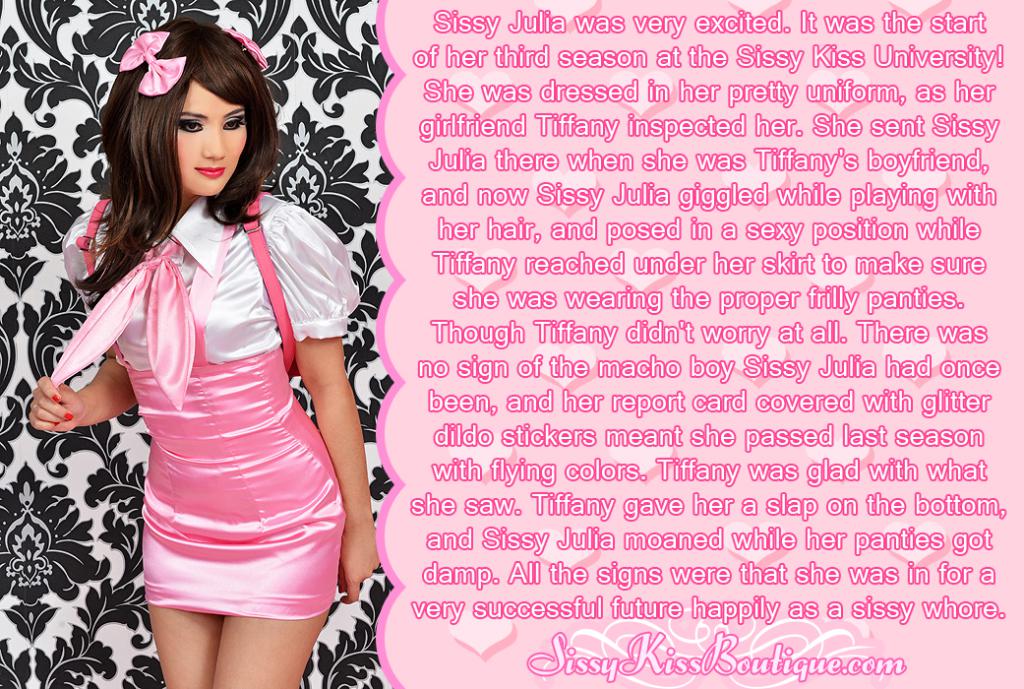 Sissy Julia was very excited. It was the start
of her third season at the Sissy Kiss University!
She was dressed in her pretty uniform, as her
girlfriend Tiffany inspected her. She sent Sissy
Julia there when she was Tiffany's boyfriend,
and now Sissy Julia giggled while playing with
her hair, and posed in a sexy position while
Tiffany reached under her skirt to make sure
she was wearing the proper frilly panties.
Though Tiffany didn't worry at all. There was
no sign of the macho boy Sissy Julia had once
been, and her report card covered with glitter
dildo stickers meant she passed last season
with flying colors. Tiffany was glad with what
she saw. Tiffany gave her a slap on the bottom,
and Sissy Julia moaned while her panties got
damp. All the signs were that she was in for a
very successful future happily as a sissy whore.
SissyKissBoutique.com